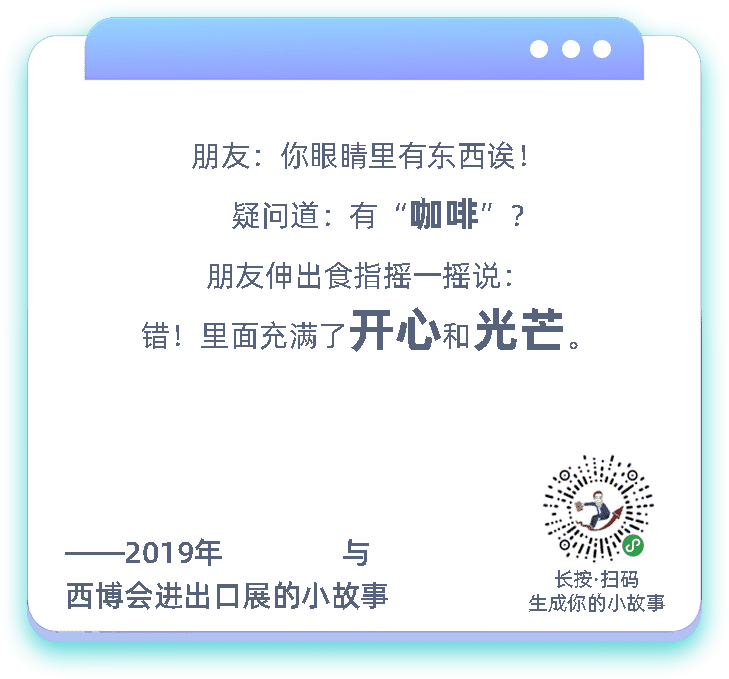 朋友：你眼睛里有东西诶！
疑问道：有“咖啡”？
朋友伸出食指摇一摇说：
错！里面充满了开心和光芒。
——2019年 与
西博会进出口展的小故事
长按·扫码
生成你的小故事